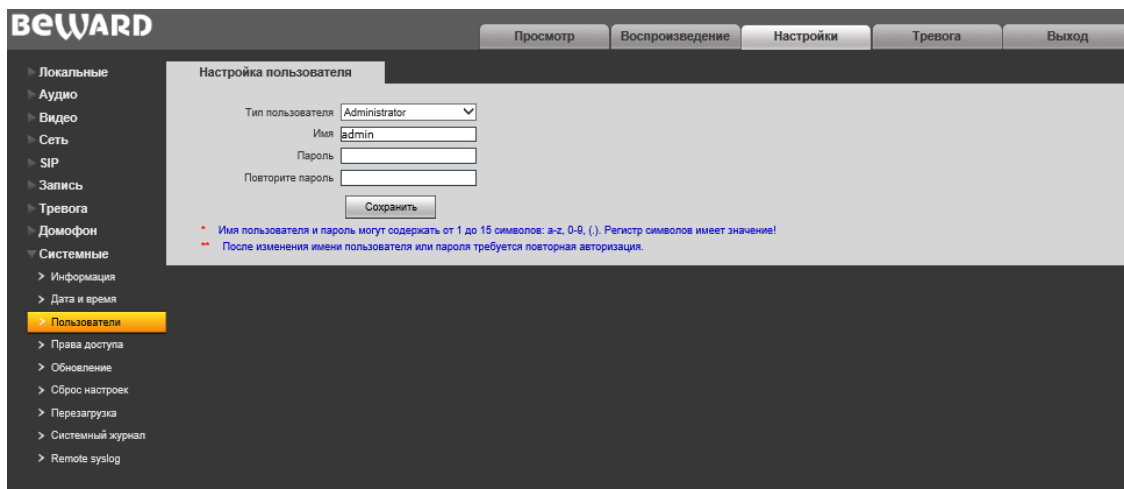 BEWARD
Просмотр Воспроизведение Настройки Тревога Выход
Локальные
Аудио
Видео
Сеть
SIP
Запись
Тревога
Домофон
Системные
Информация
Дата и время
Пользователи
Права доступа
Обновление
Сброс настроек
Перезагрузка
Системный журнал
Remote syslog
Настройка пользователя
Тип пользователя Administrator
Имя admin
Пароль
Повторите пароль
Сохранить
* Имя пользователя и пароль могут содержать от 1 до 15 символов: a-z, 0-9, (.). Регистр символов имеет значение!
** После изменения имени пользователя или пароля требуется повторная авторизация.